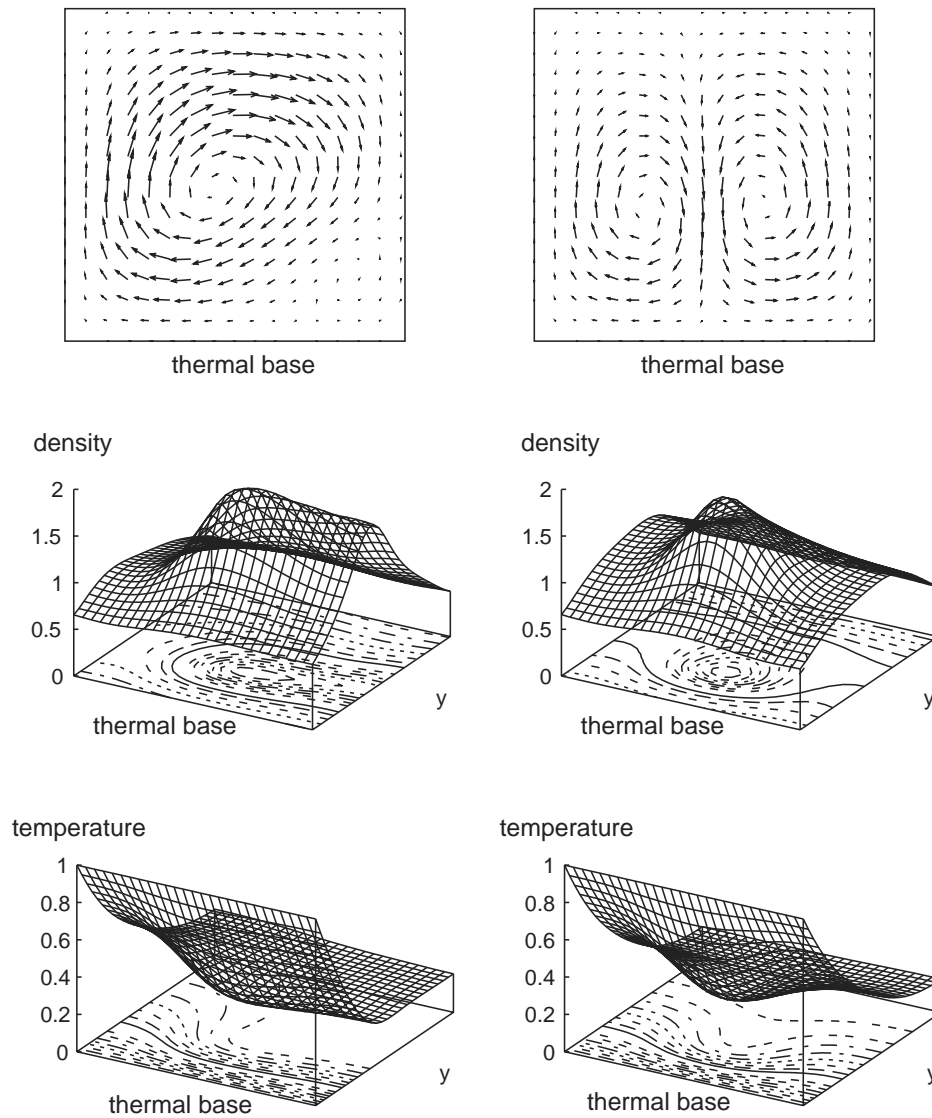 thermal base
thermal base
density
density
2
1.5
1
0.5
0
thermal base
y
2
1.5
1
0.5
0
thermal base
y
temperature
temperature
1
0.8
0.6
0.4
0.2
0
thermal base
y
1
0.8
0.6
0.4
0.2
0
thermal base
y